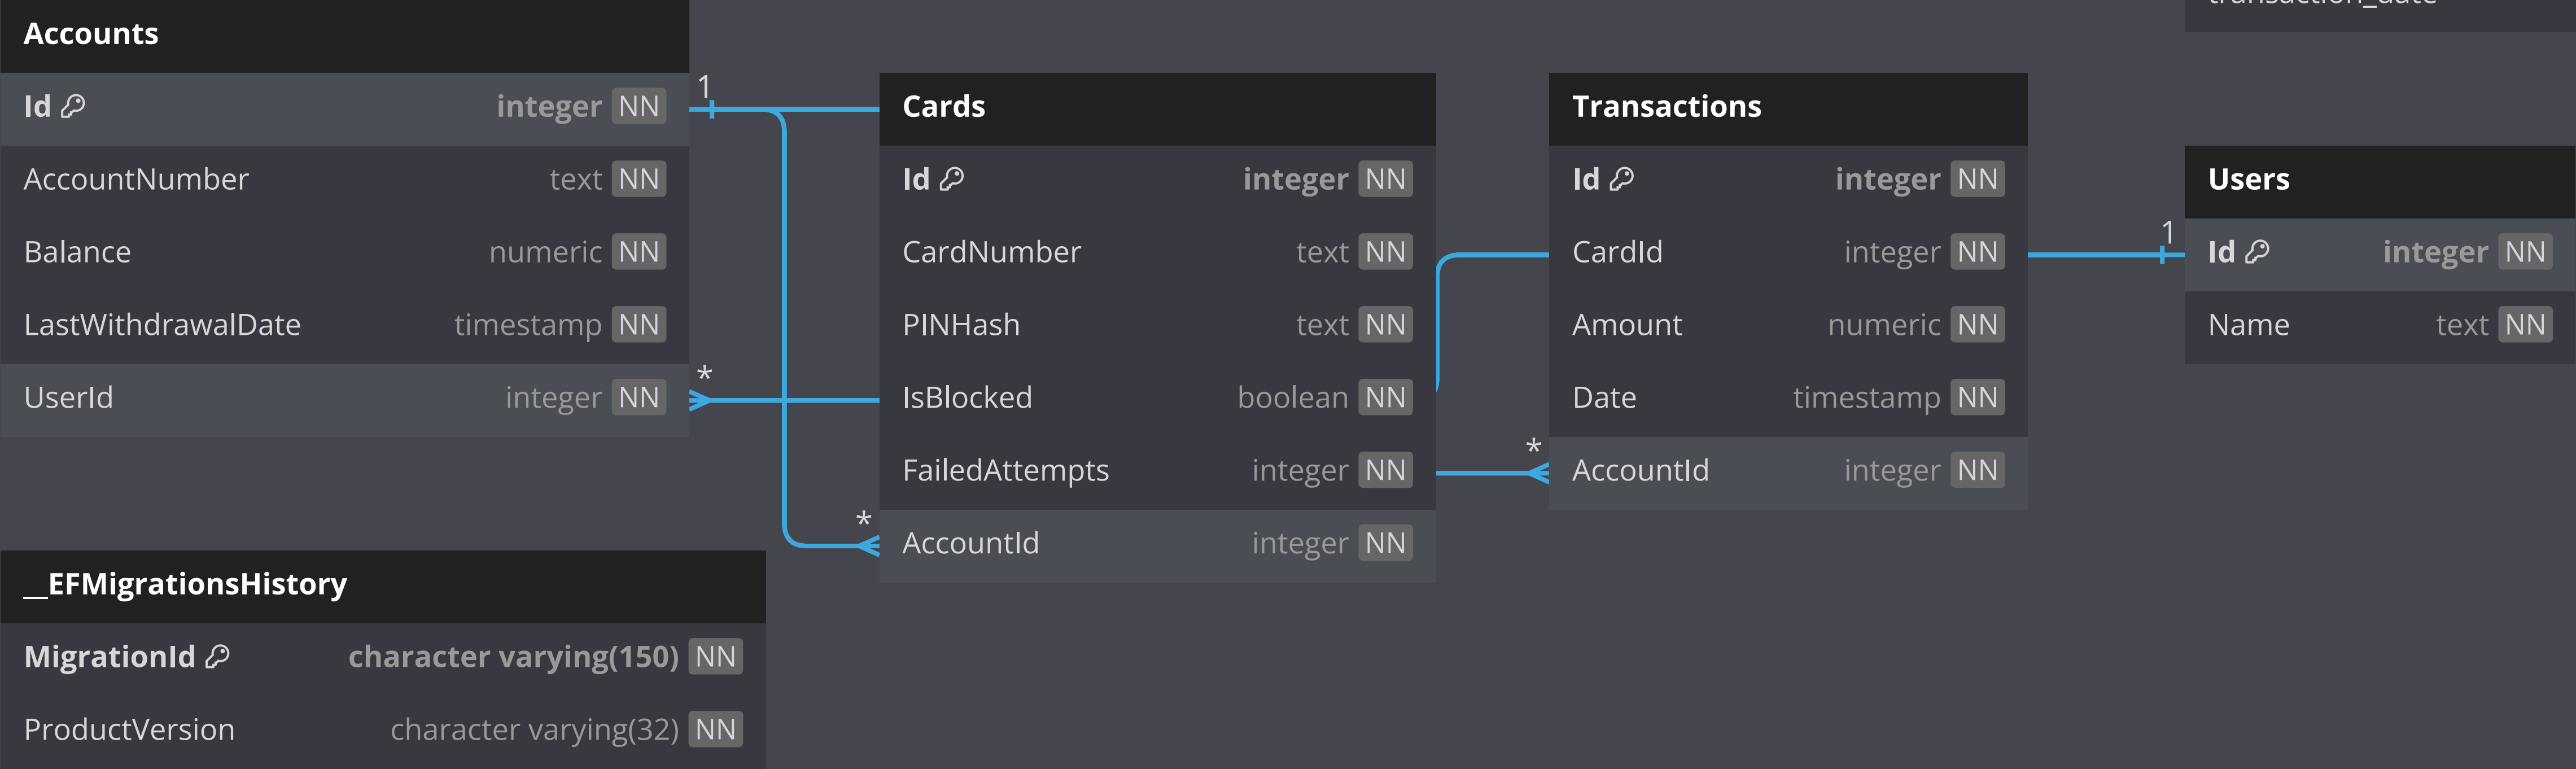 transaction_date
Accounts
Id integer NN
AccountNumber text NN
Balance numeric NN
LastWithdrawalDate timestamp NN
UserId integer NN
1
*
*
Cards
Id integer NN
CardNumber text NN
PINHash text NN
IsBlocked boolean NN
FailedAttempts integer NN
AccountId integer NN
*
Transactions
Id integer NN
CardId integer NN
Amount numeric NN
Date timestamp NN
AccountId integer NN
1
Users
Id integer NN
Name text NN
__EFMigrationsHistory
MigrationId character varying(150) NN
ProductVersion character varying(32) NN